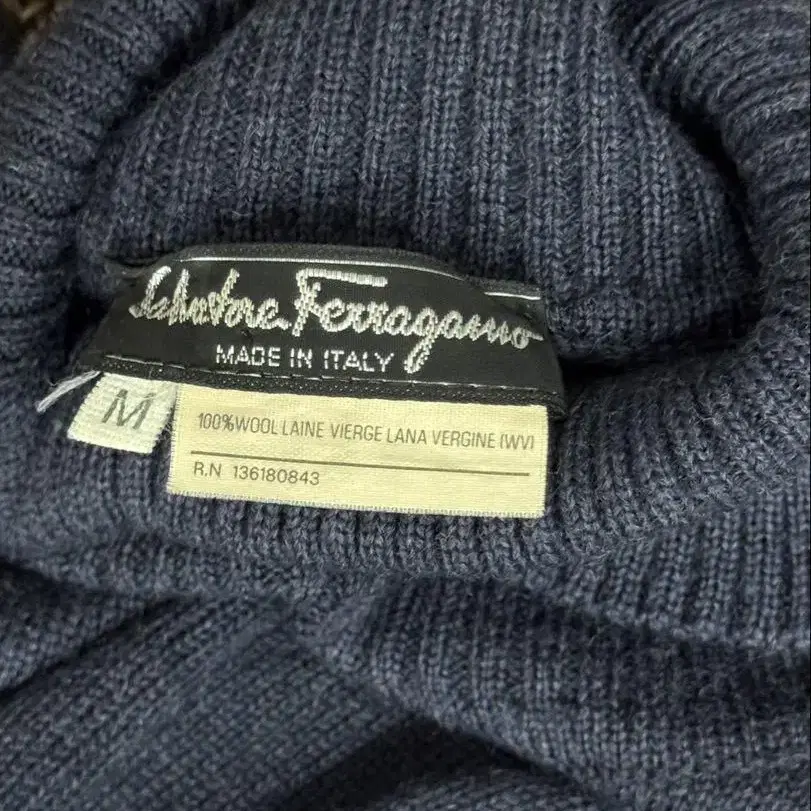 Salvatore Ferragamo
MADE IN ITALY
M
100%WOOL LAINE VIERGE LANA VERGINE (WV)
R.N 136180843